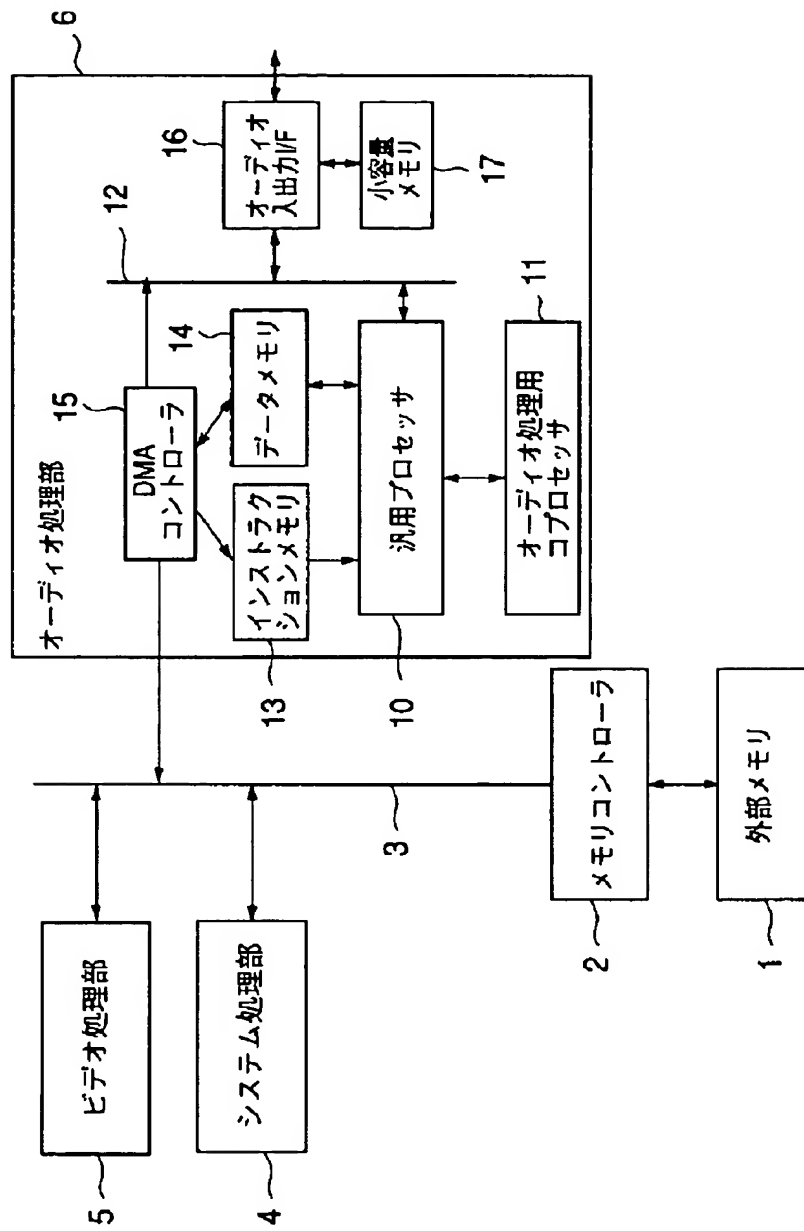 6
オーディオ処理部
15
DMA
コントローラ
12
16
オーディオ
入出力I/F
14
データメモリ
小容量
メモリ
17
インストラク
ションメモリ
13
汎用プロセッサ
10
11
オーディオ処理用
コプロセッサ
3
ビデオ処理部
5
システム処理部
4
メモリコントローラ
2
外部メモリ
1